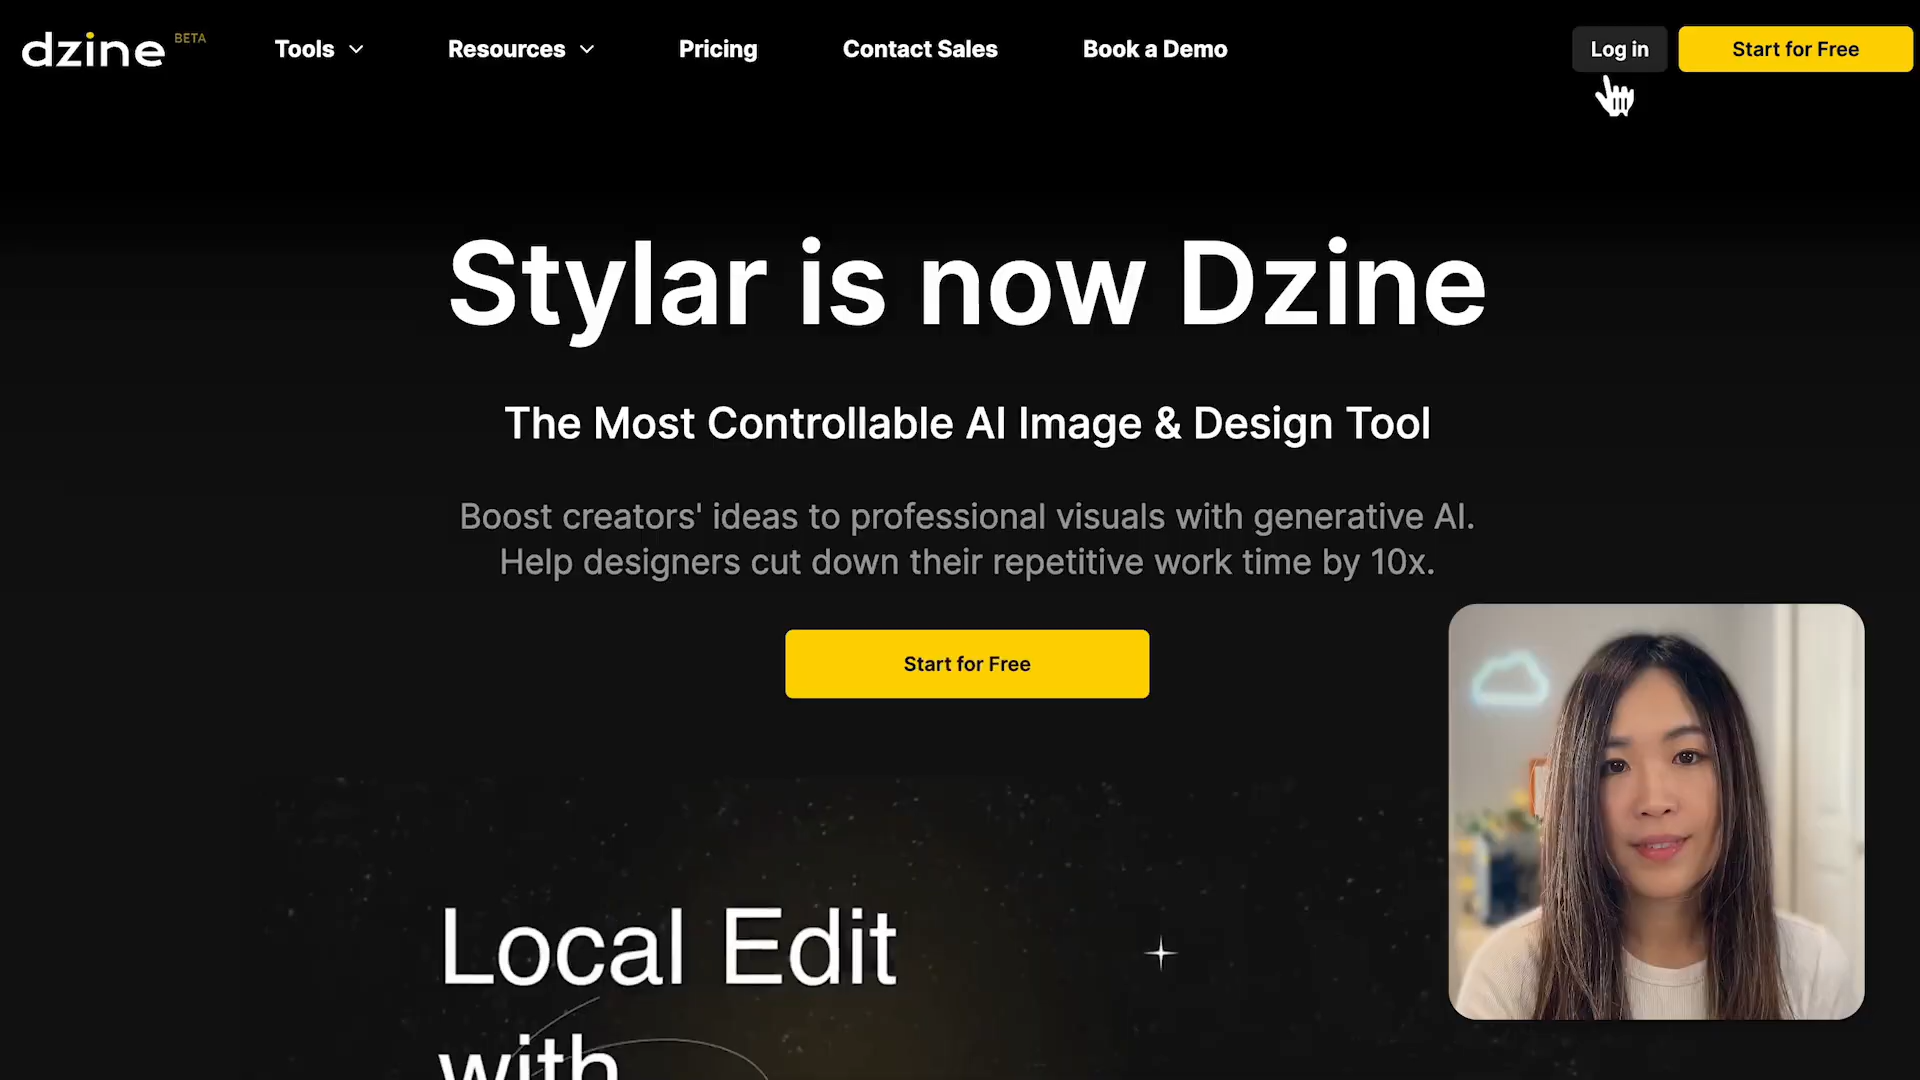 dzine BETA
Tools
Resources
Pricing
Contact Sales
Book a Demo
Log in
Start for Free
Stylar is now Dzine
The Most Controllable AI Image & Design Tool
Boost creators' ideas to professional visuals with generative AI.
Help designers cut down their repetitive work time by 10x.
Start for Free
Local Edit
with